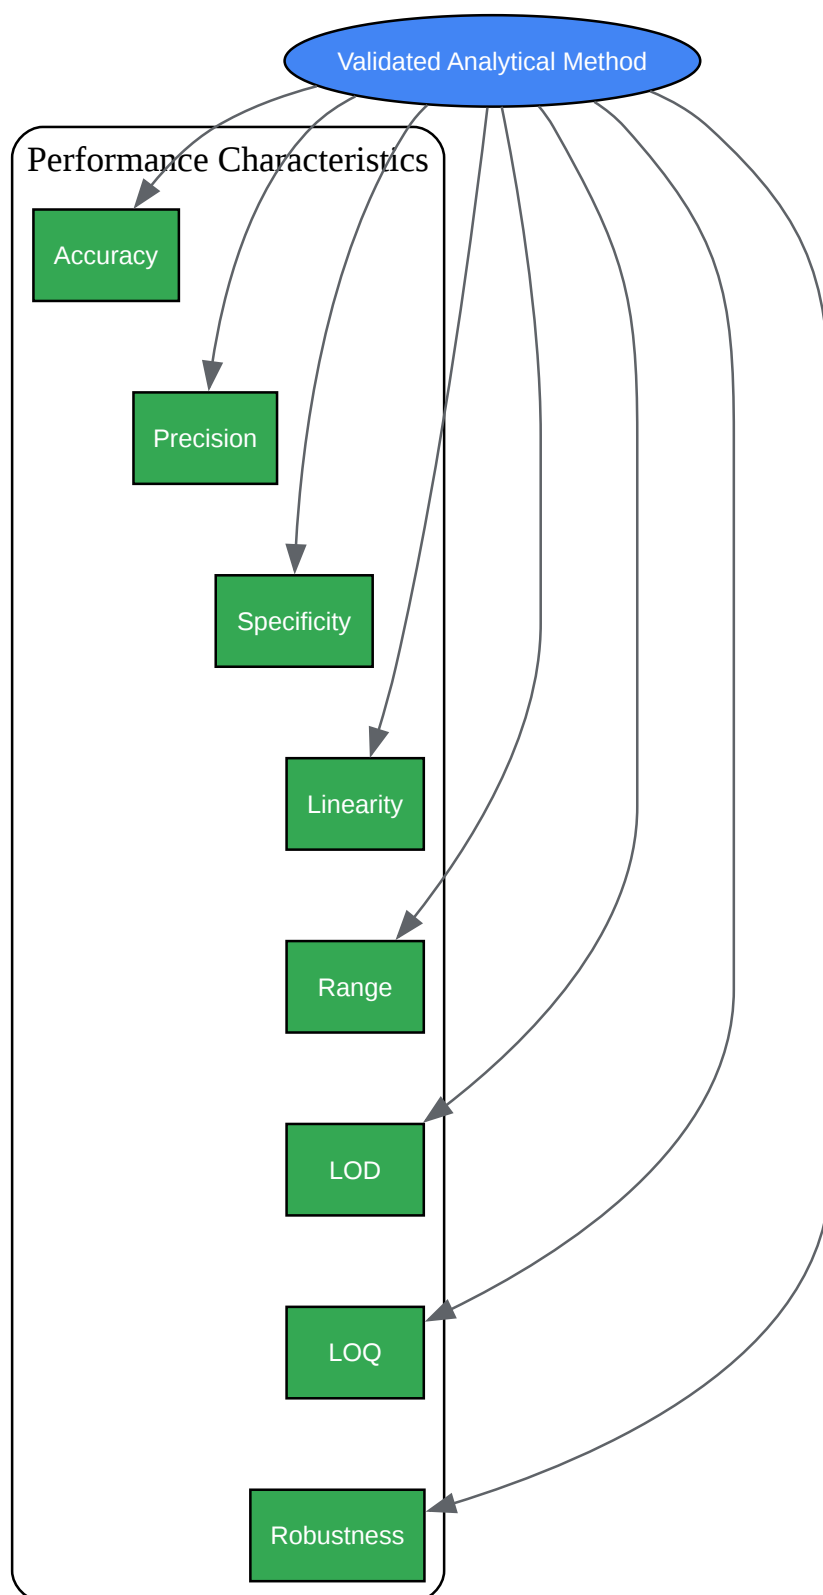 Validated Analytical Method
Performance Characteristics
Accuracy
Precision
Specificity
Linearity
Range
LOD
LOQ
Robustness